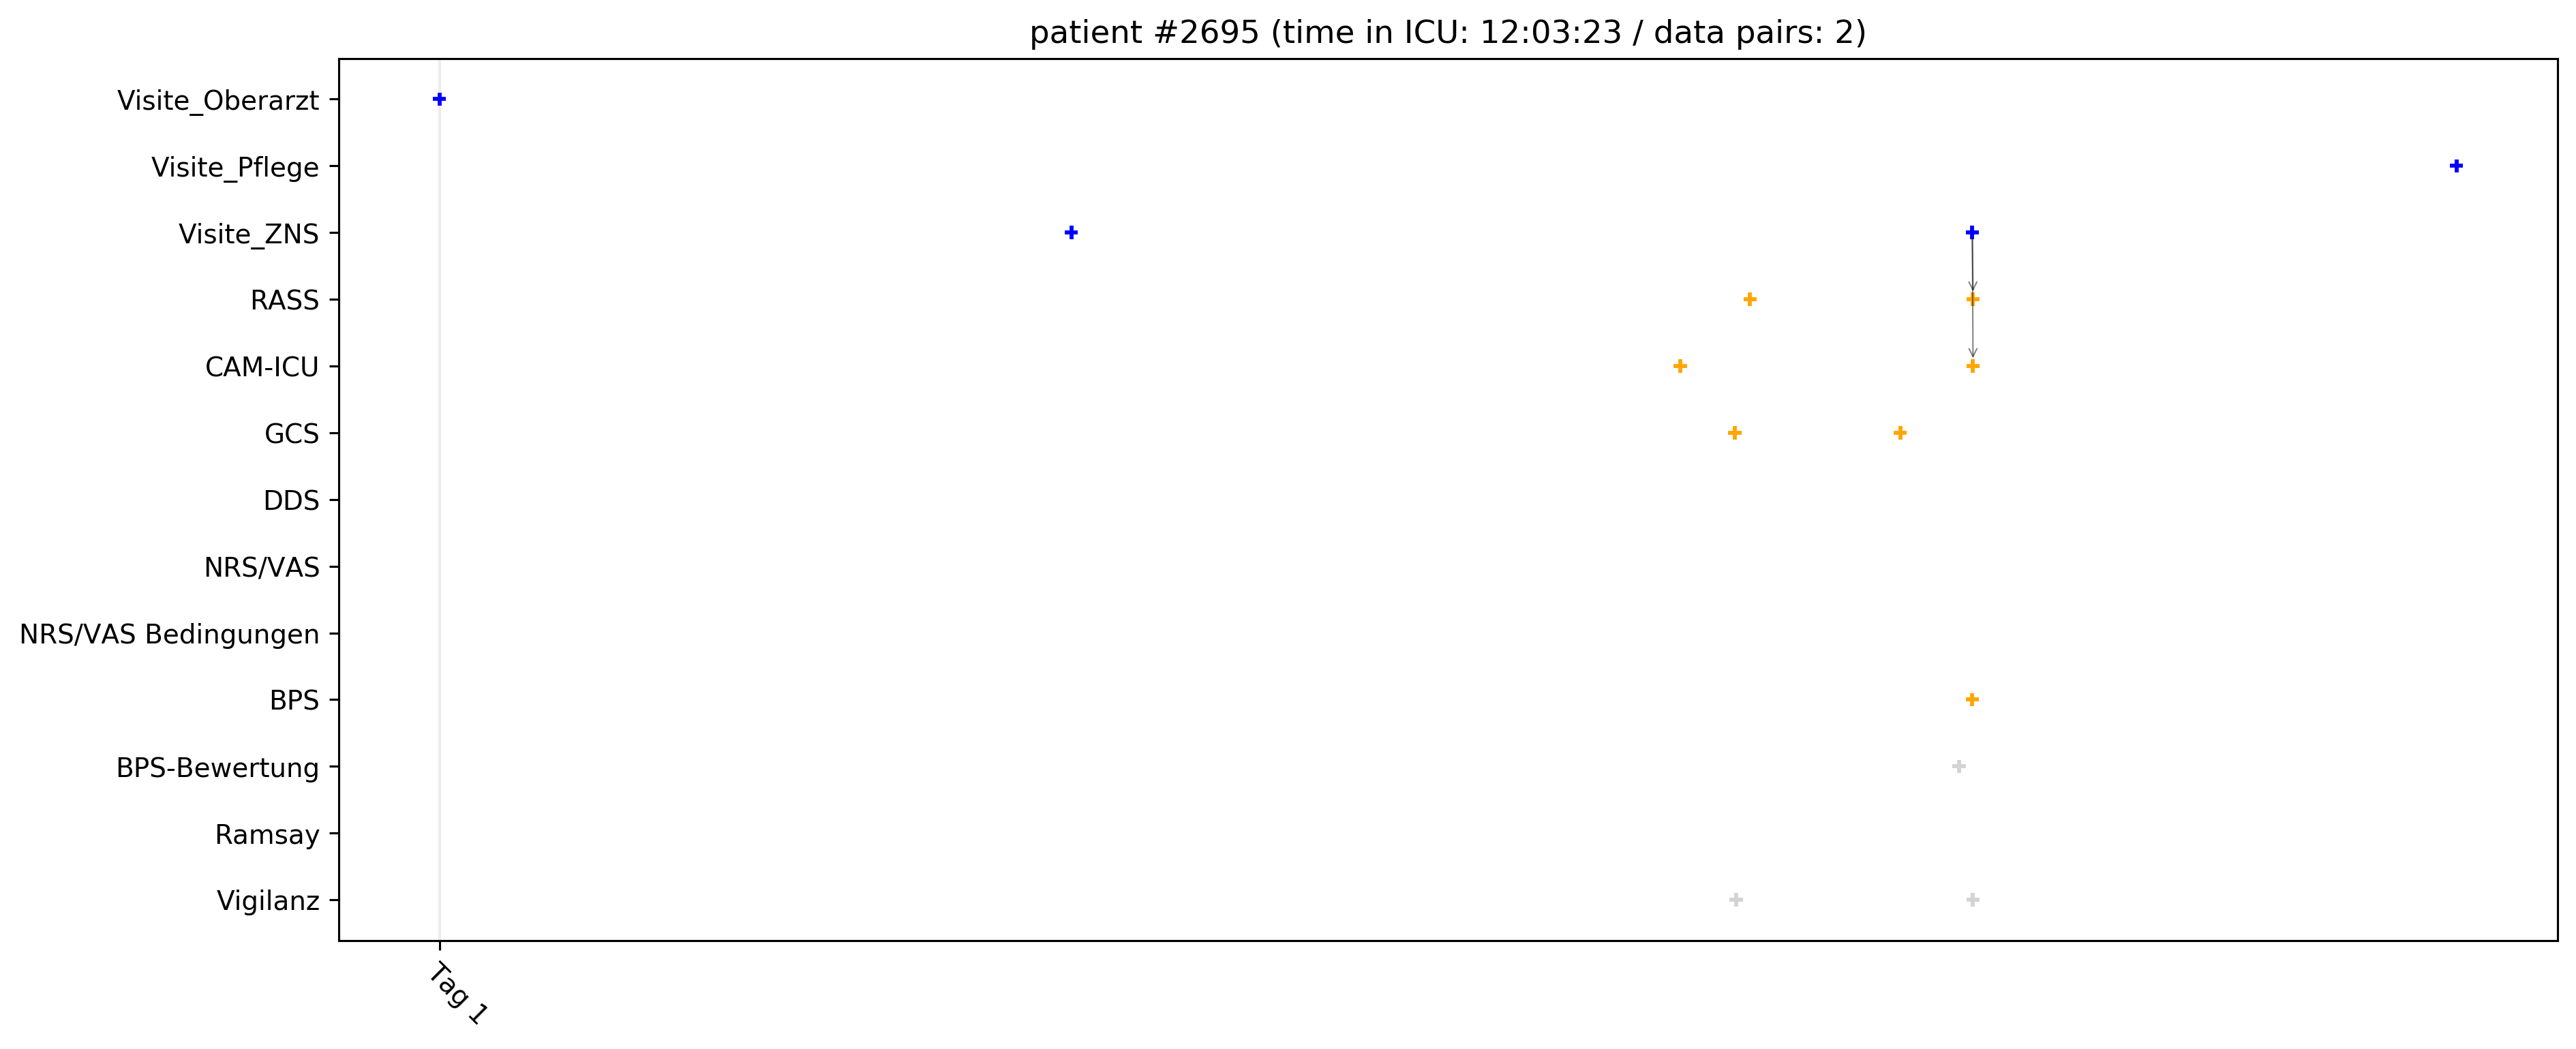 patient #2695 (time in ICU: 12:03:23 / data pairs: 2)
Visite_Oberarzt
Visite_Pflege
Visite_ZNS
RASS
CAM-ICU
GCS
DDS
NRS/VAS
NRS/VAS Bedingungen
BPS
BPS-Bewertung
Ramsay
Vigilanz
Tag 1